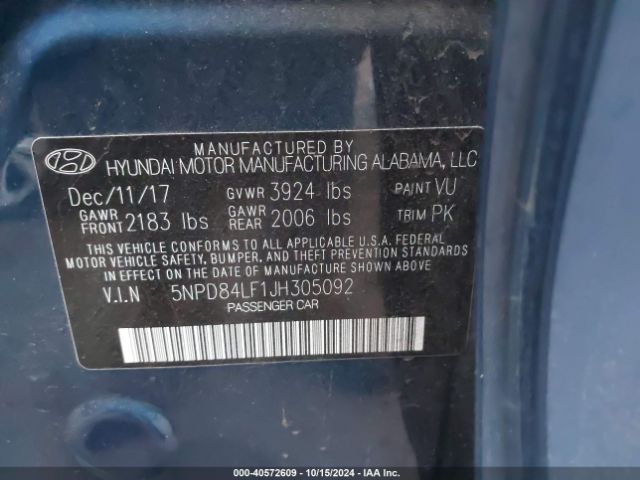 MANUFACTURED BY
HYUNDAI MOTOR MANUFACTURING ALABAMA, LLC
Dec/11/17 GVWR 3924 lbs PAINT VU
GAWR FRONT 2183 lbs GAWR REAR 2006 lbs TRIM PK
THIS VEHICLE CONFORMS TO ALL APPLICABLE U.S.A. FEDERAL
MOTOR VEHICLE SAFETY, BUMPER, AND THEFT PREVENTION STANDARDS
IN EFFECT ON THE DATE OF MANUFACTURE SHOWN ABOVE.
V.I.N 5NPD84LF1JH305092
PASSENGER CAR
000-40572609 - 10/15/2024 - IAA Inc.